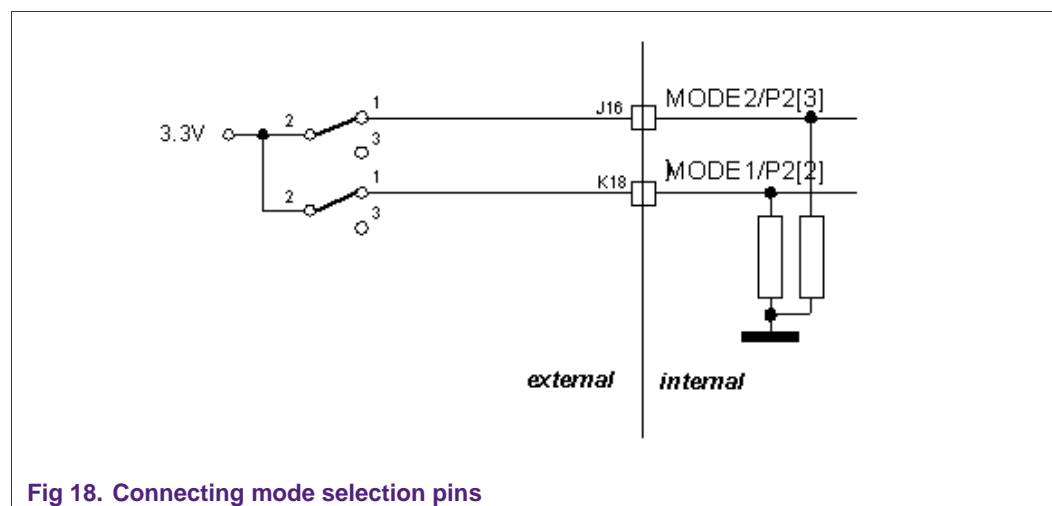 1
J16 MODE2/P2[3]
3.3V 2
3
1
K18 MODE1/P2[2]
2
3
external internal
Fig 18. Connecting mode selection pins